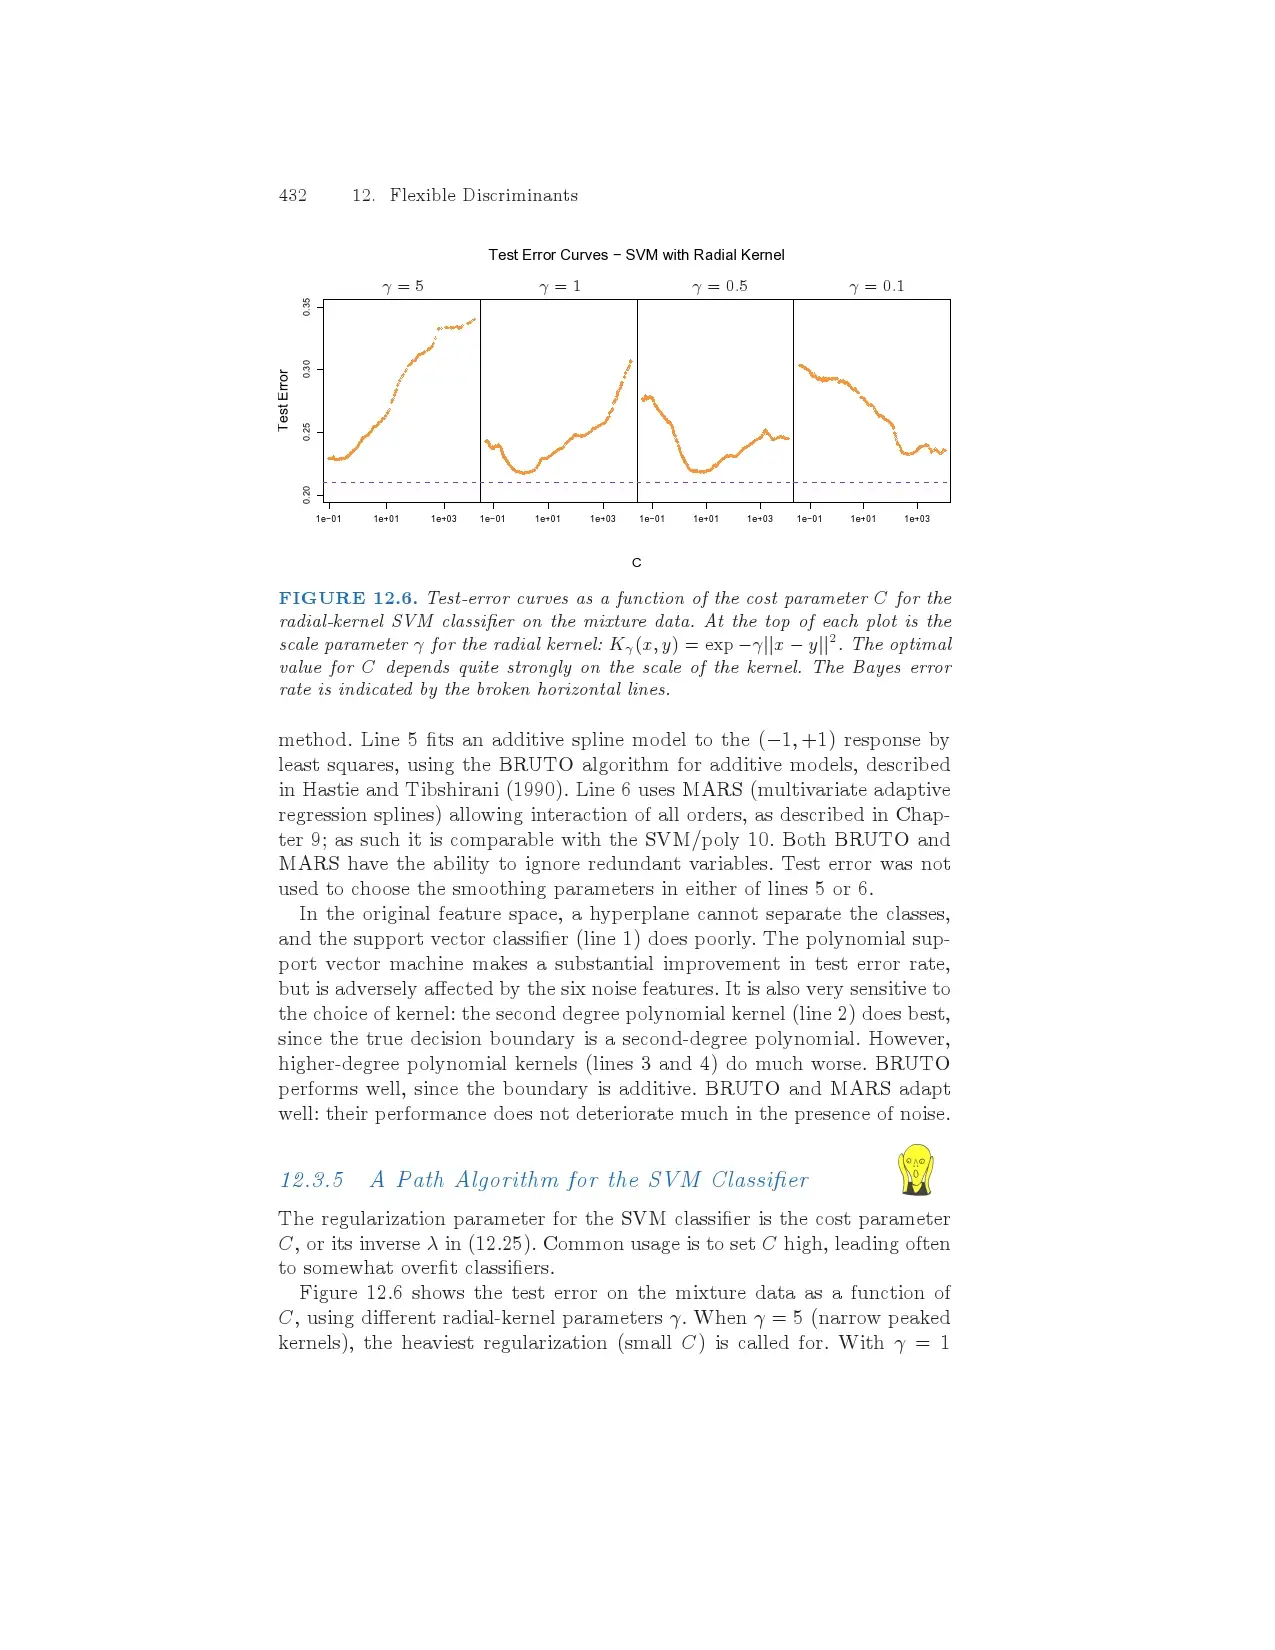 432 12. Flexible Discriminants
Test Error Curves − SVM with Radial Kernel
γ = 5 γ = 1 γ = 0.5 γ = 0.1
Test Error
0.35
0.30
0.25
0.20
1e−01 1e+01 1e+03 1e−01 1e+01 1e+03 1e−01 1e+01 1e+03 1e−01 1e+01 1e+03
C
FIGURE 12.6. Test-error curves as a function of the cost parameter C for the
radial-kernel SVM classifier on the mixture data. At the top of each plot is the
scale parameter γ for the radial kernel: Kγ(x, y) = exp −γ||x − y||². The optimal
value for C depends quite strongly on the scale of the kernel. The Bayes error
rate is indicated by the broken horizontal lines.
method. Line 5 fits an additive spline model to the (−1, +1) response by
least squares, using the BRUTO algorithm for additive models, described
in Hastie and Tibshirani (1990). Line 6 uses MARS (multivariate adaptive
regression splines) allowing interaction of all orders, as described in Chap-
ter 9; as such it is comparable with the SVM/poly 10. Both BRUTO and
MARS have the ability to ignore redundant variables. Test error was not
used to choose the smoothing parameters in either of lines 5 or 6.
In the original feature space, a hyperplane cannot separate the classes,
and the support vector classifier (line 1) does poorly. The polynomial sup-
port vector machine makes a substantial improvement in test error rate,
but is adversely affected by the six noise features. It is also very sensitive to
the choice of kernel: the second degree polynomial kernel (line 2) does best,
since the true decision boundary is a second-degree polynomial. However,
higher-degree polynomial kernels (lines 3 and 4) do much worse. BRUTO
performs well, since the boundary is additive. BRUTO and MARS adapt
well: their performance does not deteriorate much in the presence of noise.
12.3.5 A Path Algorithm for the SVM Classifier
The regularization parameter for the SVM classifier is the cost parameter
C, or its inverse λ in (12.25). Common usage is to set C high, leading often
to somewhat overfit classifiers.
Figure 12.6 shows the test error on the mixture data as a function of
C, using different radial-kernel parameters γ. When γ = 5 (narrow peaked
kernels), the heaviest regularization (small C) is called for. With γ = 1